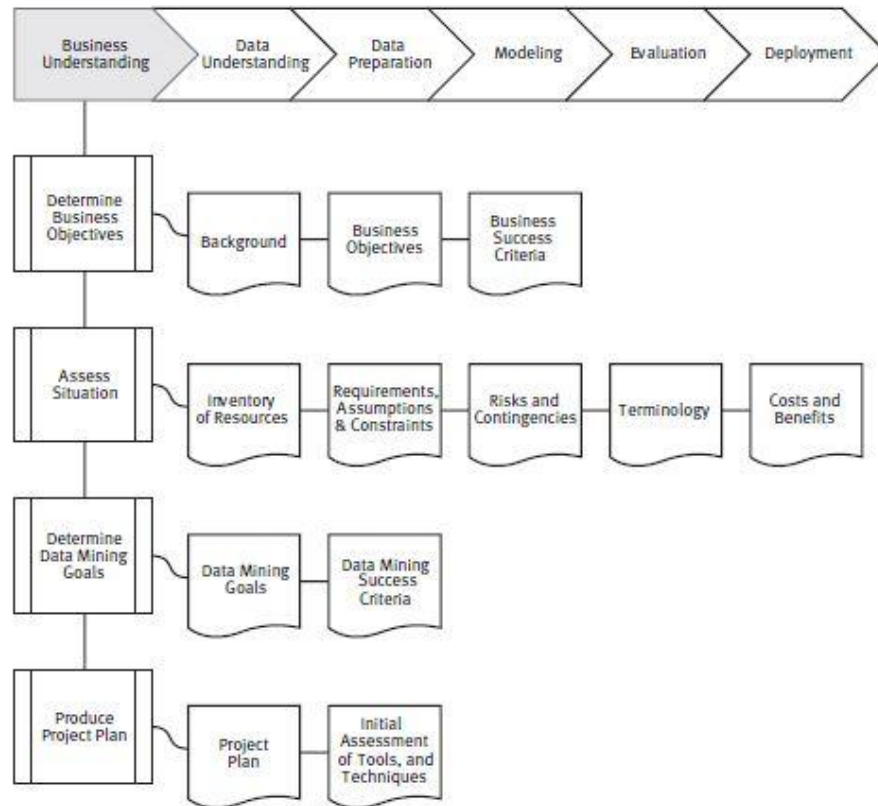 Business
Understanding
Data
Understanding
Data
Preparation
Modeling
Evaluation
Deployment
Determine
Business
Objectives
Background
Business
Objectives
Business
Success
Criteria
Assess
Situation
Inventory
of Resources
Requirements,
Assumptions
& Constraints
Risks and
Contingencies
Terminology
Costs and
Benefits
Determine
Data Mining
Goals
Data Mining
Goals
Data Mining
Success
Criteria
Produce
Project Plan
Project
Plan
Initial
Assessment
of Tools, and
Techniques